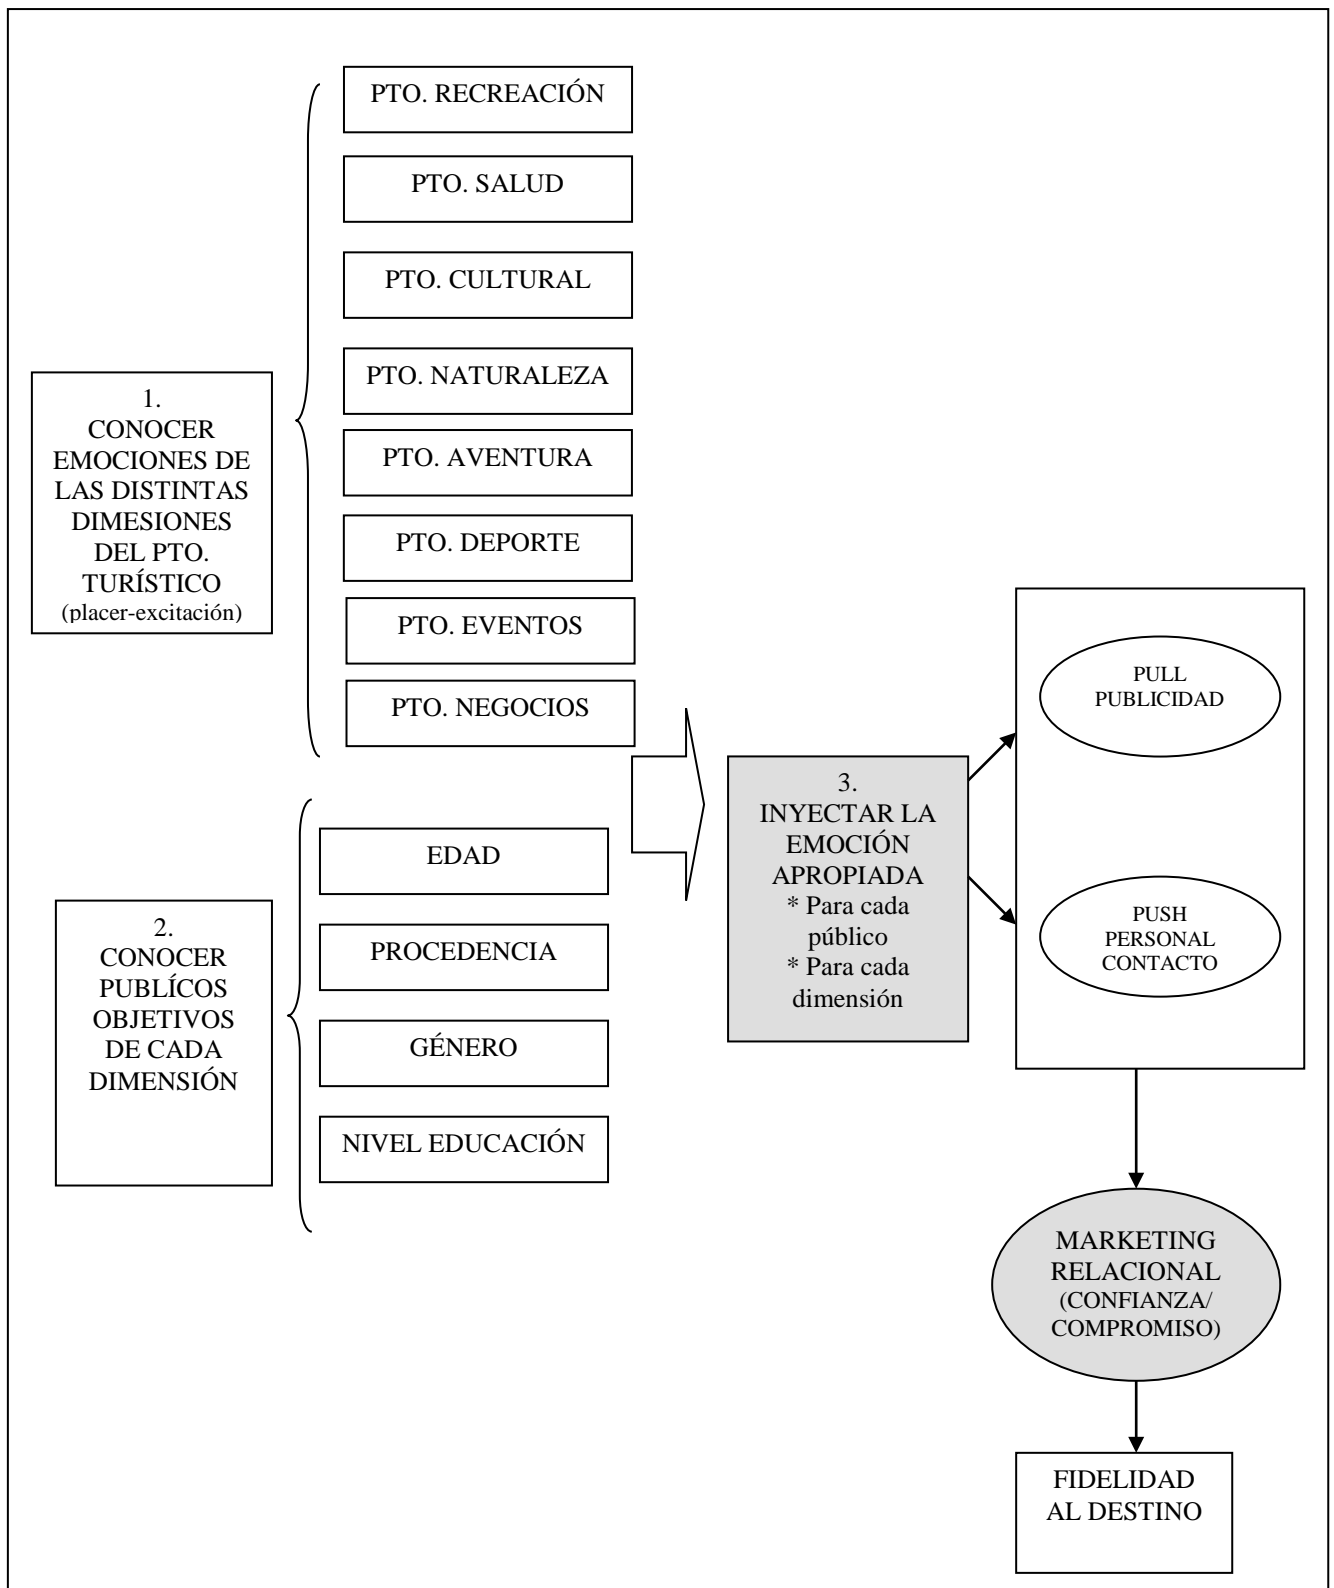 PTO. RECREACIÓN
PTO. SALUD
PTO. CULTURAL
PTO. NATURALEZA
PTO. AVENTURA
PTO. DEPORTE
PTO. EVENTOS
PTO. NEGOCIOS
1.
CONOCER
EMOCIONES DE
LAS DISTINTAS
DIMESIONES
DEL PTO.
TURÍSTICO
(placer-excitación)
2.
CONOCER
PUBLÍCOS
OBJETIVOS
DE CADA
DIMENSIÓN
EDAD
PROCEDENCIA
GÉNERO
NIVEL EDUCACIÓN
3.
INYECTAR LA
EMOCIÓN
APROPIADA
* Para cada
público
* Para cada
dimensión
PULL
PUBLICIDAD
PUSH
PERSONAL
CONTACTO
MARKETING
RELACIONAL
(CONFIANZA/
COMPROMISO)
FIDELIDAD
AL DESTINO